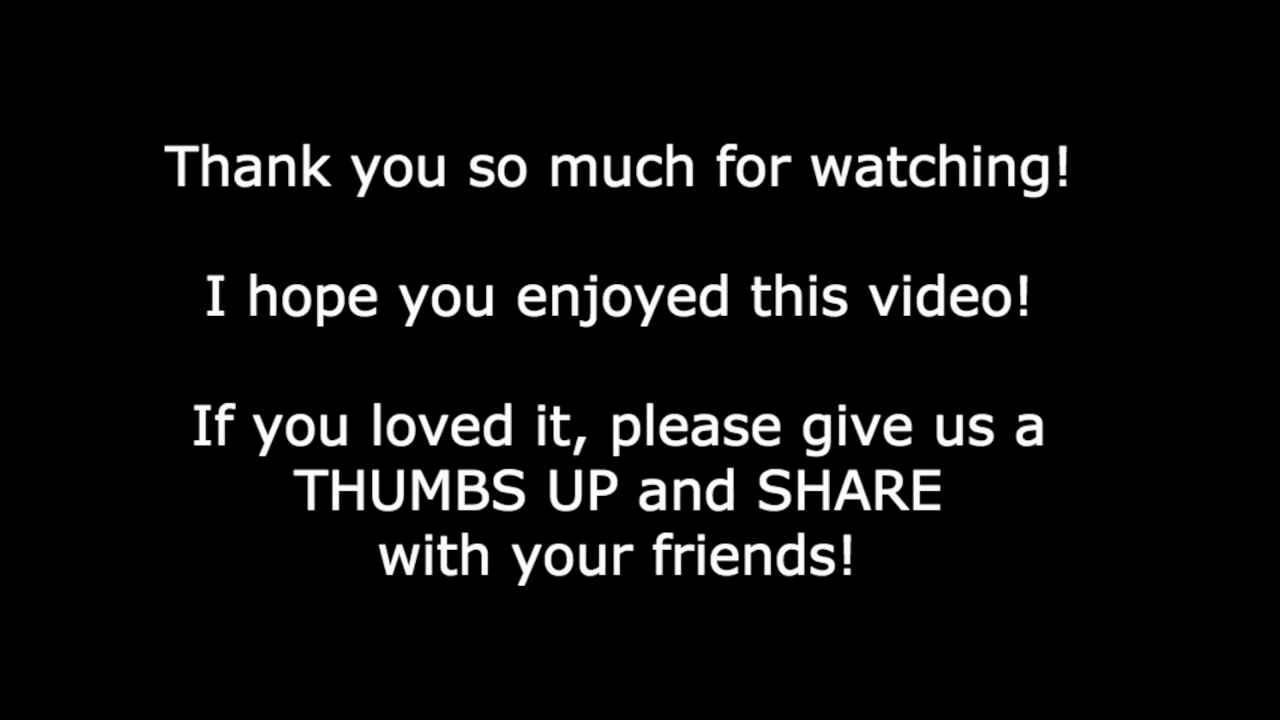 Thank you so much for watching!
I hope you enjoyed this video!
If you loved it, please give us a
THUMBS UP and SHARE
with your friends!